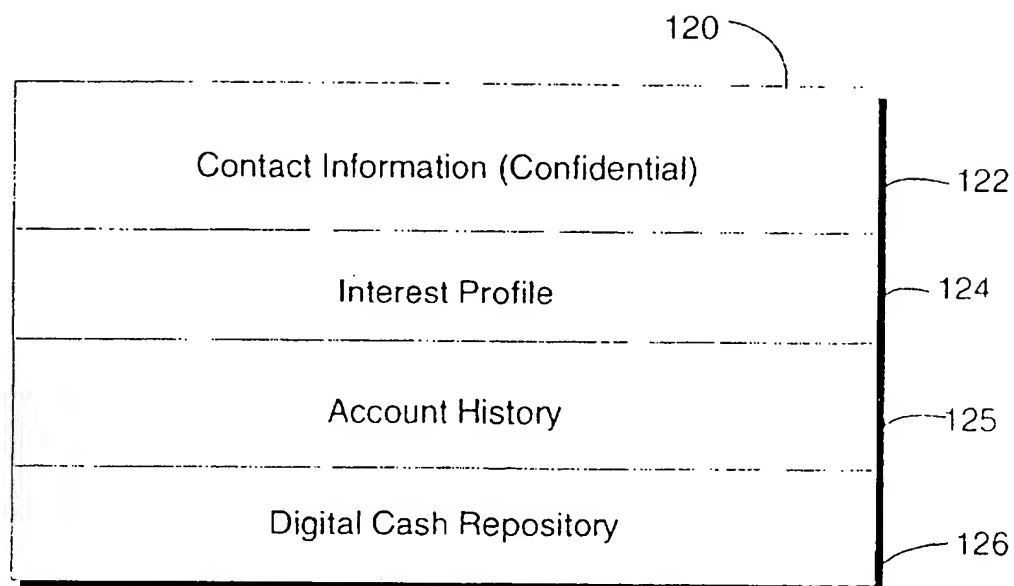 120
Contact Information (Confidential)
122
Interest Profile
124
Account History
125
Digital Cash Repository
126